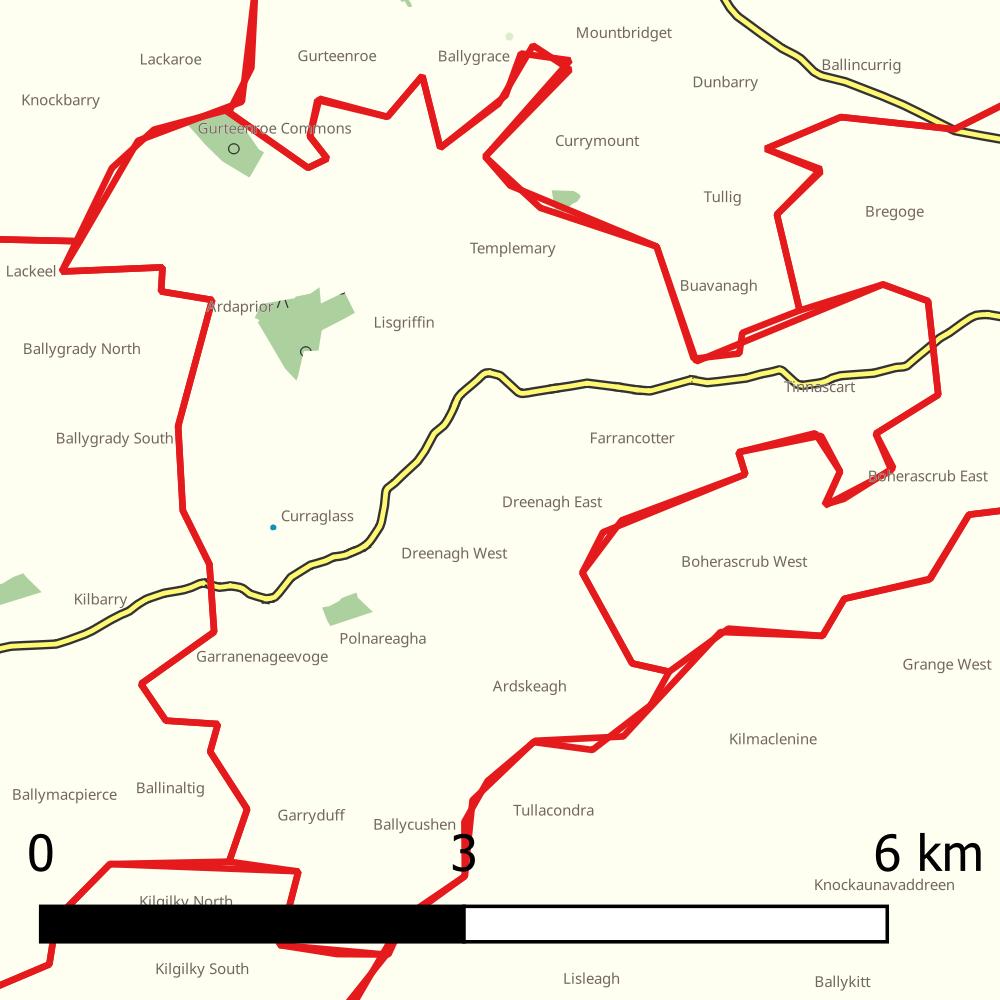 Mountbridget
Lackaroe
Gurteenroe
Ballygrace
Ballincurrig
Dunbarry
Knockbarry
Gurteenroe Commons
Currymount
Tullig
Bregoge
Templemary
Lackeel
Buavanagh
Ardaprior
Lisgriffin
Ballygrady North
Tinnascart
Ballygrady South
Farrancotter
Boherascrub East
Dreenagh East
Curraglass
Dreenagh West
Boherascrub West
Kilbarry
Polnareagha
Garranenageevoge
Grange West
Ardskeagh
Kilmaclenine
Ballinaltig
Ballymacpierce
Tullacondra
Garryduff
Ballycushen
0 3 6 km
Knockaunavaddreen
Kilgilky North
Kilgilky South
Lisleagh
Ballykitt